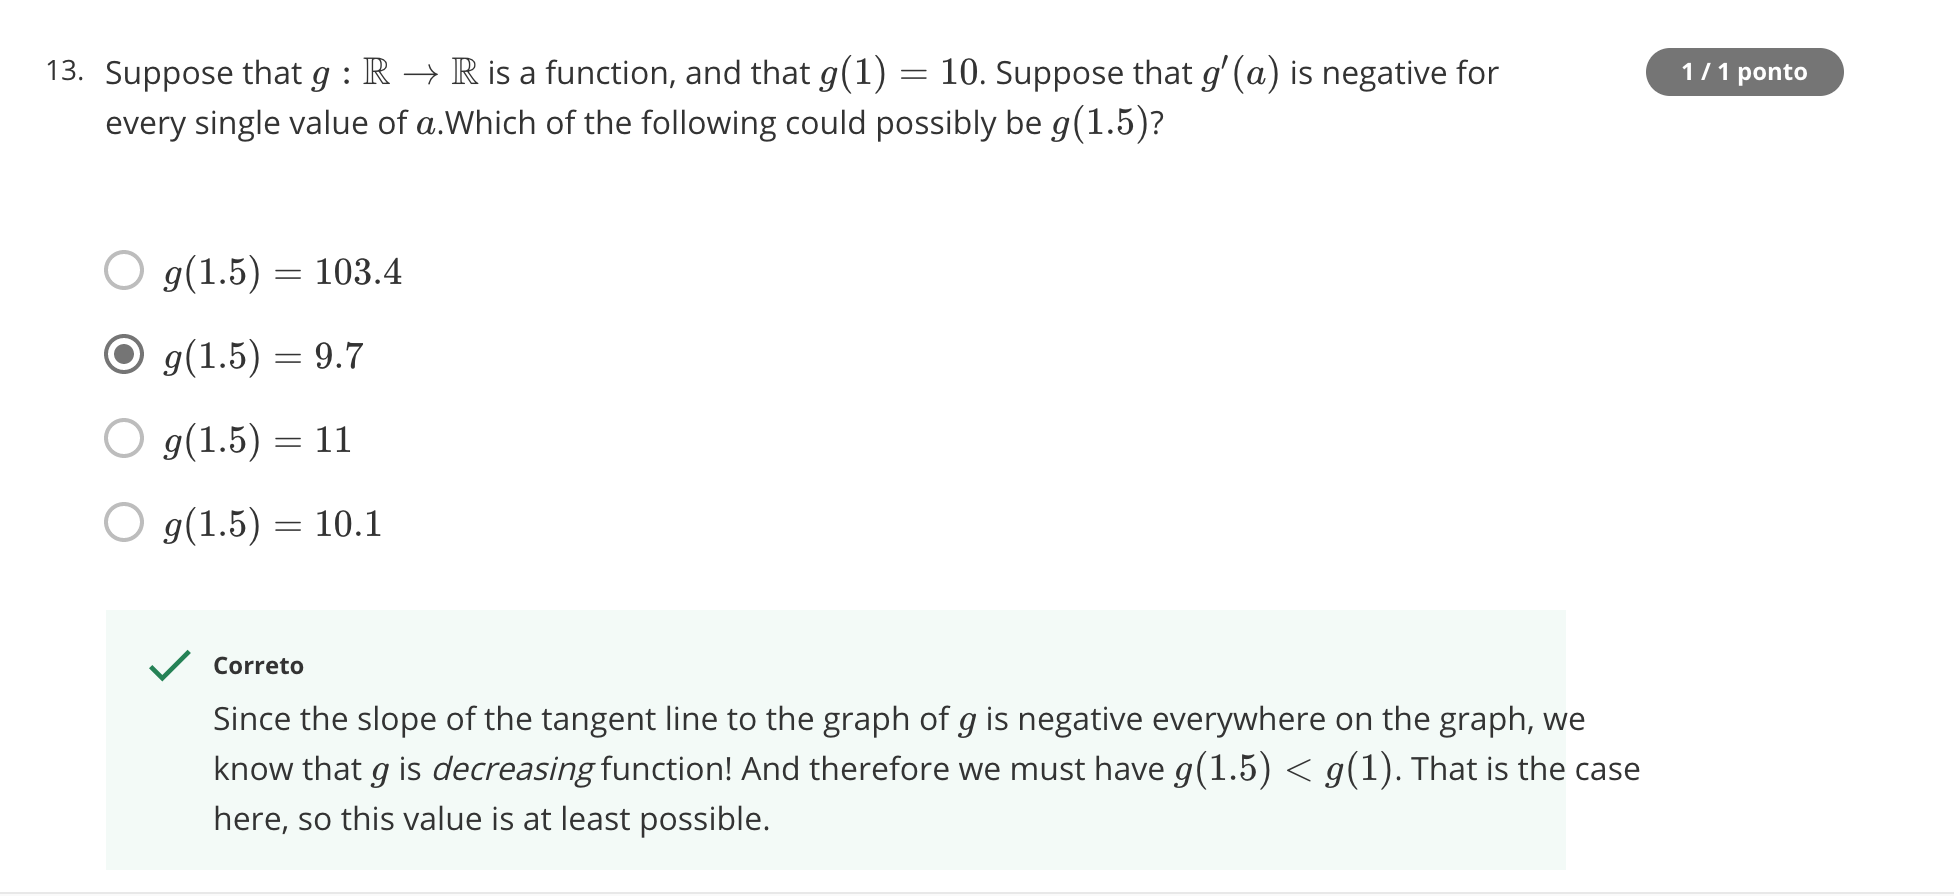 13. Suppose that g : ℝ → ℝ is a function, and that g(1) = 10. Suppose that g′(a) is negative for
1 / 1 ponto
every single value of a.Which of the following could possibly be g(1.5)?
g(1.5) = 103.4
g(1.5) = 9.7
g(1.5) = 11
g(1.5) = 10.1
Correto
Since the slope of the tangent line to the graph of g is negative everywhere on the graph, we
know that g is decreasing function! And therefore we must have g(1.5) < g(1). That is the case
here, so this value is at least possible.